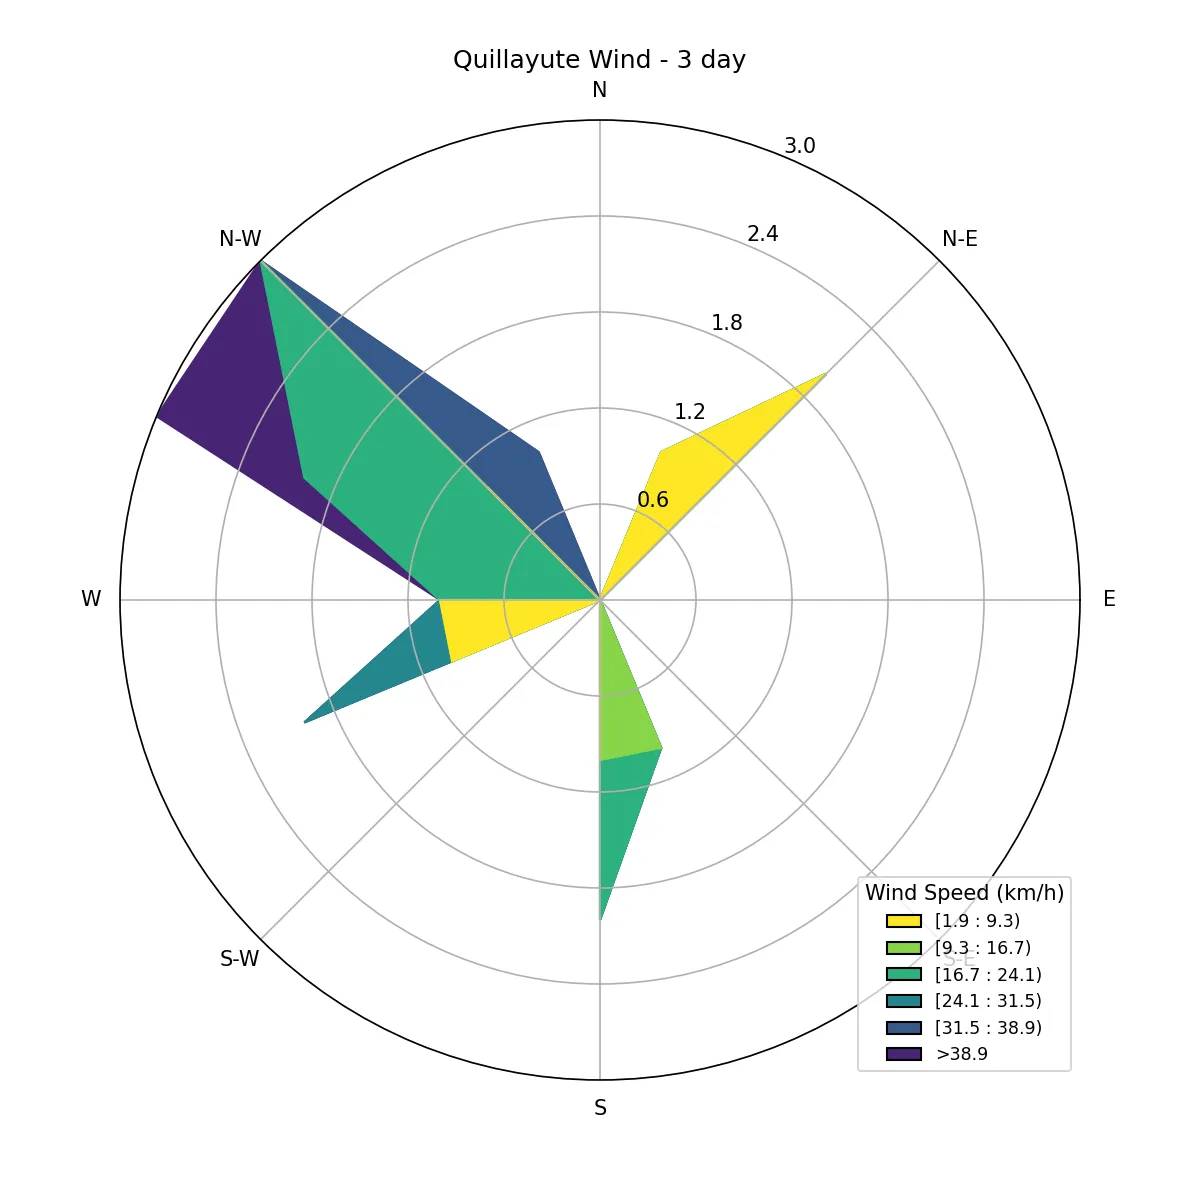 Quillayute Wind - 3 day
N
3.0
N-W
2.4
N-E
1.8
1.2
0.6
W
E
Wind Speed (km/h)
[1.9 : 9.3)
[9.3 : 16.7)
S-W
S-E
[16.7 : 24.1)
[24.1 : 31.5)
[31.5 : 38.9)
>38.9
S